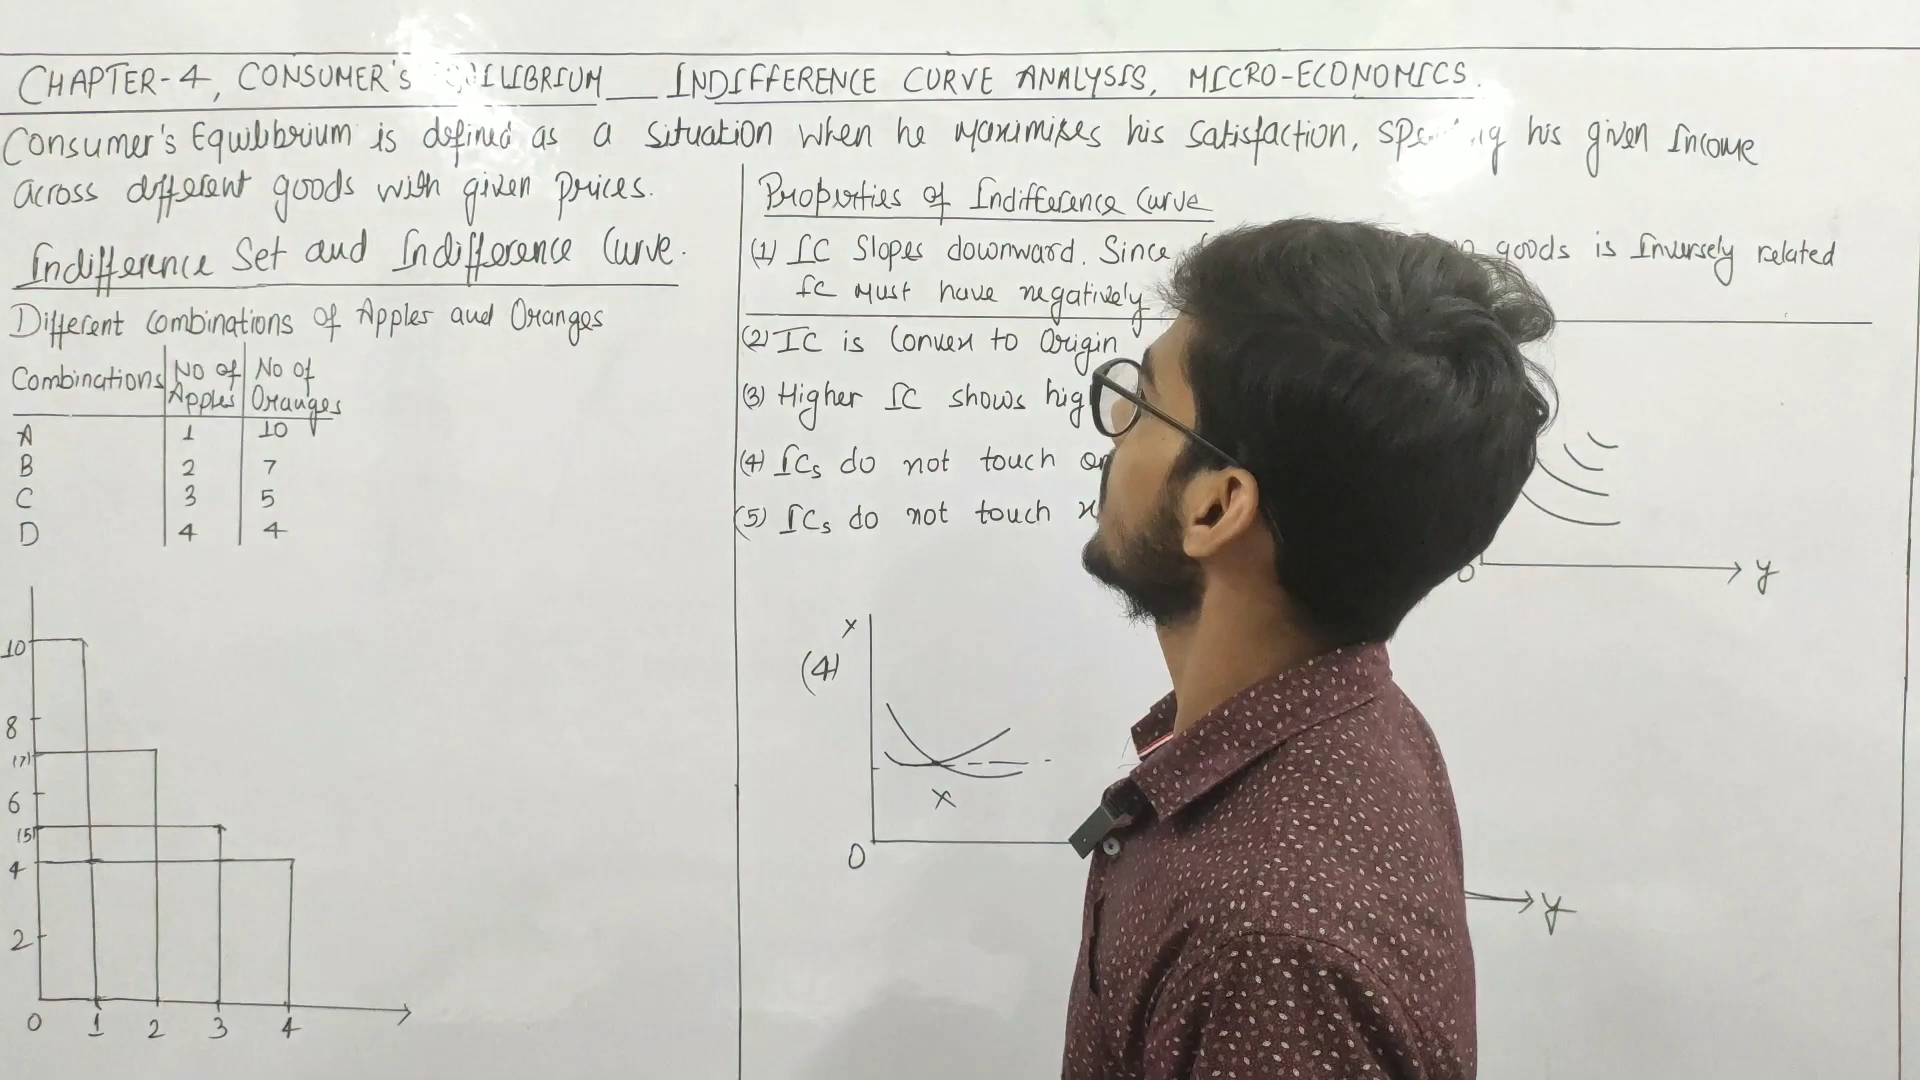 CHAPTER-4, CONSUMER's EQUILIBRIUM __ INDIFFERENCE CURVE ANALYSIS, MICRO-ECONOMICS.
Consumer's Equilibrium is defined as a situation when he maximises his satisfaction, his given Income
across different goods with given prices.
Indifference Set and Indifference Curve.
Different Combinations of Apples and Oranges
Combinations No of Apples No of Oranges
A 1 10
B 2 7
C 3 5
D 4 4
10
8
(7)
6
(5)
4
2
0 1 2 3 4
Properties of Indifference Curve
(1) IC Slopes downward. Since goods is Inversely related
IC must have negatively
(2) IC is Convex to Origin
(3) Higher IC shows
(4) ICs do not touch
(5) ICs do not touch
0 y
x
(4)
x
0
y